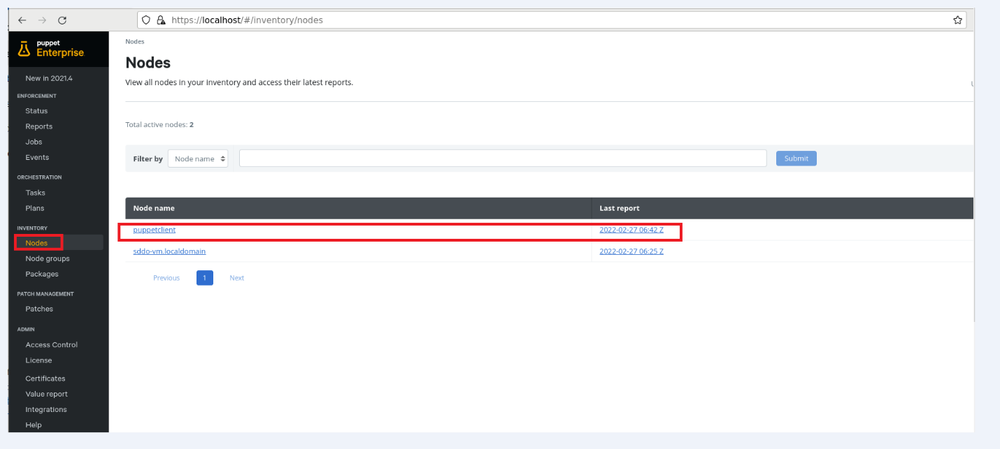 https://localhost/#/inventory/nodes
puppet
Enterprise
New in 2021.4
ENFORCEMENT
Status
Reports
Jobs
Events
ORCHESTRATION
Tasks
Plans
INVENTORY
Nodes
Node groups
Packages
PATCH MANAGEMENT
Patches
ADMIN
Access Control
License
Certificates
Value report
Integrations
Help
Nodes
Nodes
View all nodes in your inventory and access their latest reports.
Total active nodes: 2
Filter by Node name Submit
Node name Last report
puppetclient 2022-02-27 06:42 Z
sddo-vm.localdomain 2022-02-27 06:25 Z
Previous 1 Next